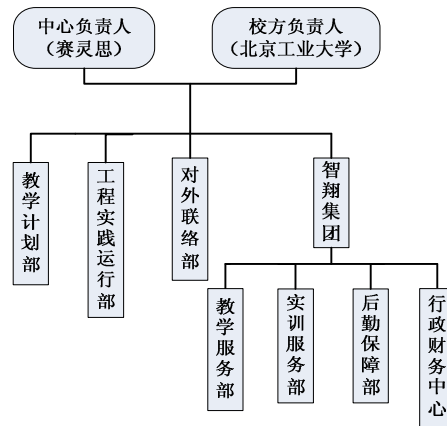 中心负责人
（赛灵思）
校方负责人
（北京工业大学）
教学计划部
工程实践运行部
对外联络部
智翔集团
教学服务部
实训服务部
后勤保障部
行政财务中心